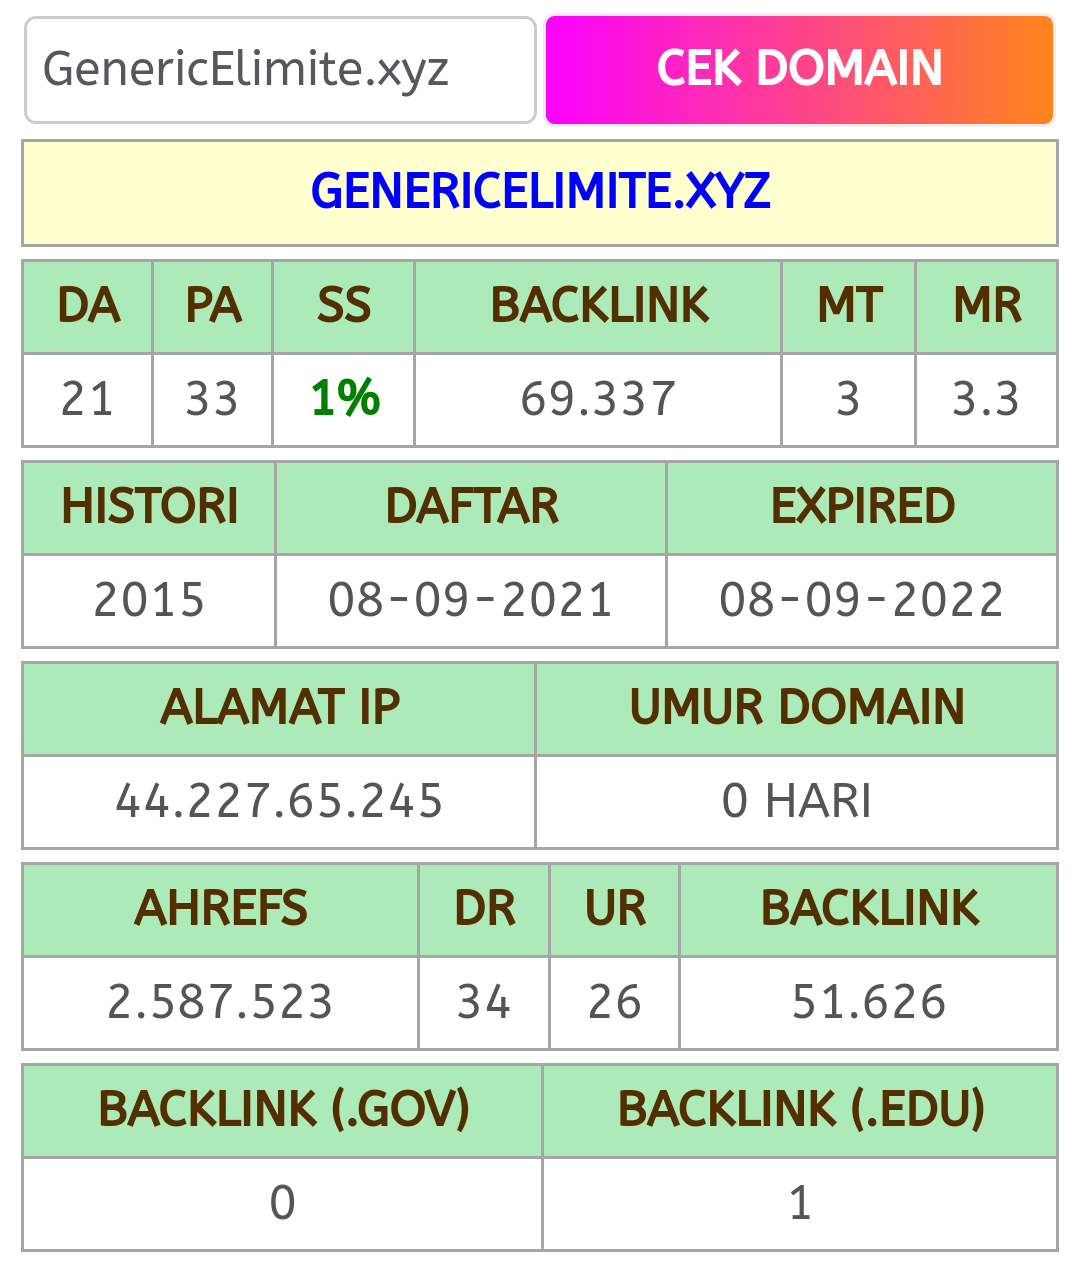 GenericElimite.xyz CEK DOMAIN
GENERICELIMITE.XYZ
DA PA SS BACKLINK MT MR
21 33 1% 69.337 3 3.3
HISTORI DAFTAR EXPIRED
2015 08-09-2021 08-09-2022
ALAMAT IP UMUR DOMAIN
44.227.65.245 0 HARI
AHREFS DR UR BACKLINK
2.587.523 34 26 51.626
BACKLINK (.GOV) BACKLINK (.EDU)
0 1